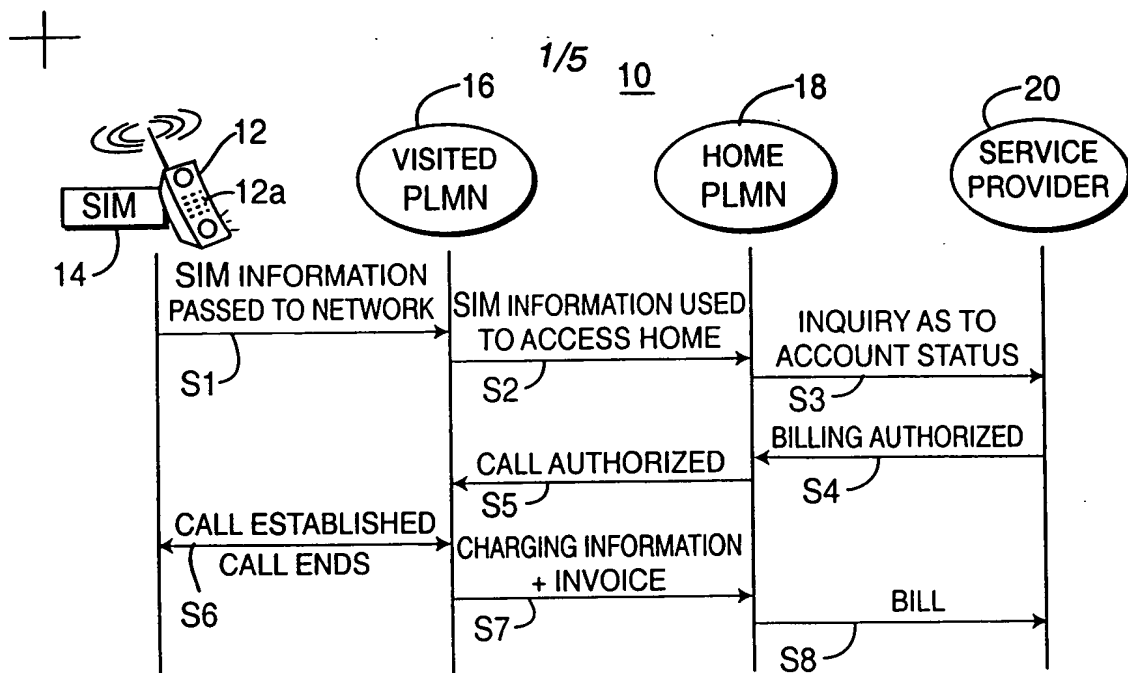 1/5
10
16
18
20
12
12a
SIM
14
VISITED
PLMN
HOME
PLMN
SERVICE
PROVIDER
SIM INFORMATION
PASSED TO NETWORK
S1
SIM INFORMATION USED
TO ACCESS HOME
S2
INQUIRY AS TO
ACCOUNT STATUS
S3
BILLING AUTHORIZED
S4
CALL AUTHORIZED
S5
CALL ESTABLISHED
CALL ENDS
S6
CHARGING INFORMATION
+ INVOICE
S7
BILL
S8